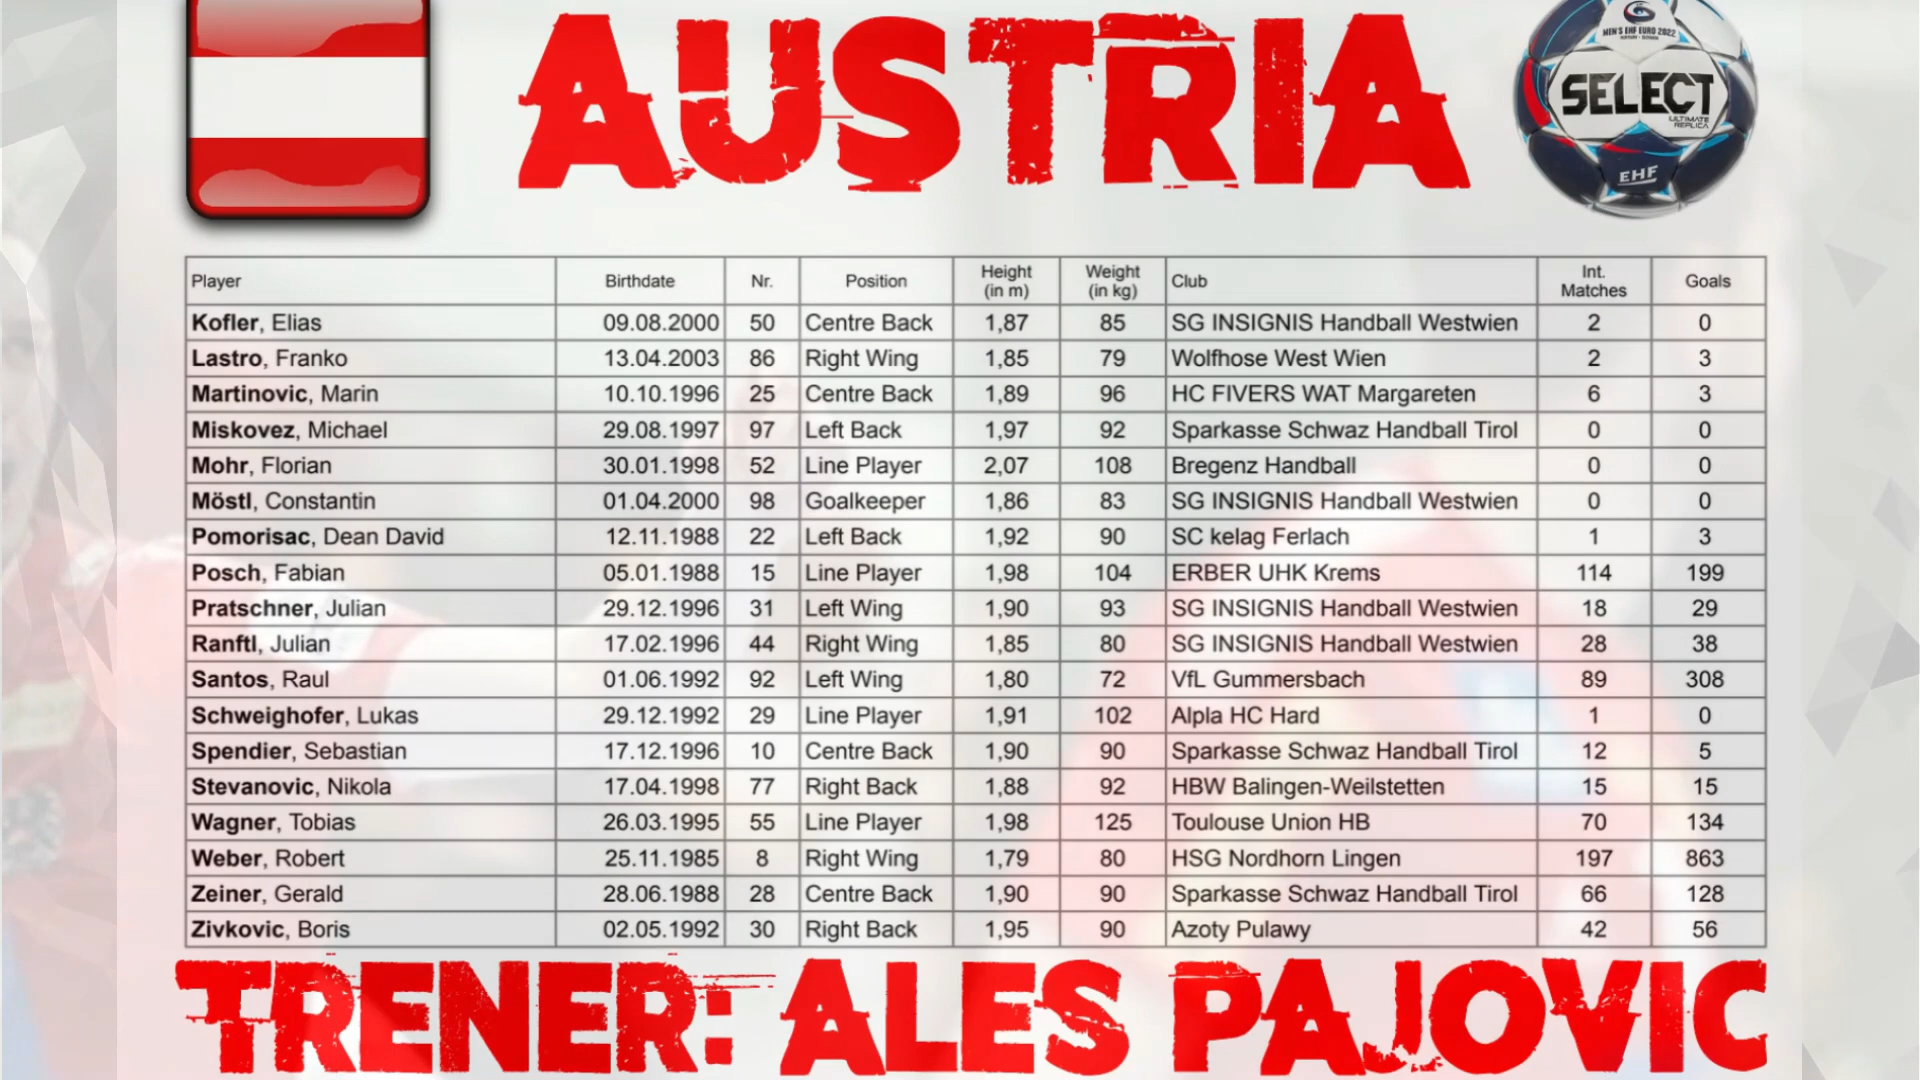 AUSTRIA
MEN'S EHF EURO 2022
SELECT
ULTIMATE
REPLICA
EHF
Player Birthdate Nr. Position Height (in m) Weight (in kg) Club Int. Matches Goals
Kofler, Elias 09.08.2000 50 Centre Back 1,87 85 SG INSIGNIS Handball Westwien 2 0
Lastro, Franko 13.04.2003 86 Right Wing 1,85 79 Wolfhose West Wien 2 3
Martinovic, Marin 10.10.1996 25 Centre Back 1,89 96 HC FIVERS WAT Margareten 6 3
Miskovez, Michael 29.08.1997 97 Left Back 1,97 92 Sparkasse Schwaz Handball Tirol 0 0
Mohr, Florian 30.01.1998 52 Line Player 2,07 108 Bregenz Handball 0 0
Möstl, Constantin 01.04.2000 98 Goalkeeper 1,86 83 SG INSIGNIS Handball Westwien 0 0
Pomorisac, Dean David 12.11.1988 22 Left Back 1,92 90 SC kelag Ferlach 1 3
Posch, Fabian 05.01.1988 15 Line Player 1,98 104 ERBER UHK Krems 114 199
Pratschner, Julian 29.12.1996 31 Left Wing 1,90 93 SG INSIGNIS Handball Westwien 18 29
Ranftl, Julian 17.02.1996 44 Right Wing 1,85 80 SG INSIGNIS Handball Westwien 28 38
Santos, Raul 01.06.1992 92 Left Wing 1,80 72 VfL Gummersbach 89 308
Schweighofer, Lukas 29.12.1992 29 Line Player 1,91 102 Alpla HC Hard 1 0
Spendier, Sebastian 17.12.1996 10 Centre Back 1,90 90 Sparkasse Schwaz Handball Tirol 12 5
Stevanovic, Nikola 17.04.1998 77 Right Back 1,88 92 HBW Balingen-Weilstetten 15 15
Wagner, Tobias 26.03.1995 55 Line Player 1,98 125 Toulouse Union HB 70 134
Weber, Robert 25.11.1985 8 Right Wing 1,79 80 HSG Nordhorn Lingen 197 863
Zeiner, Gerald 28.06.1988 28 Centre Back 1,90 90 Sparkasse Schwaz Handball Tirol 66 128
Zivkovic, Boris 02.05.1992 30 Right Back 1,95 90 Azoty Pulawy 42 56
TRENER: ALES PAJOVIC